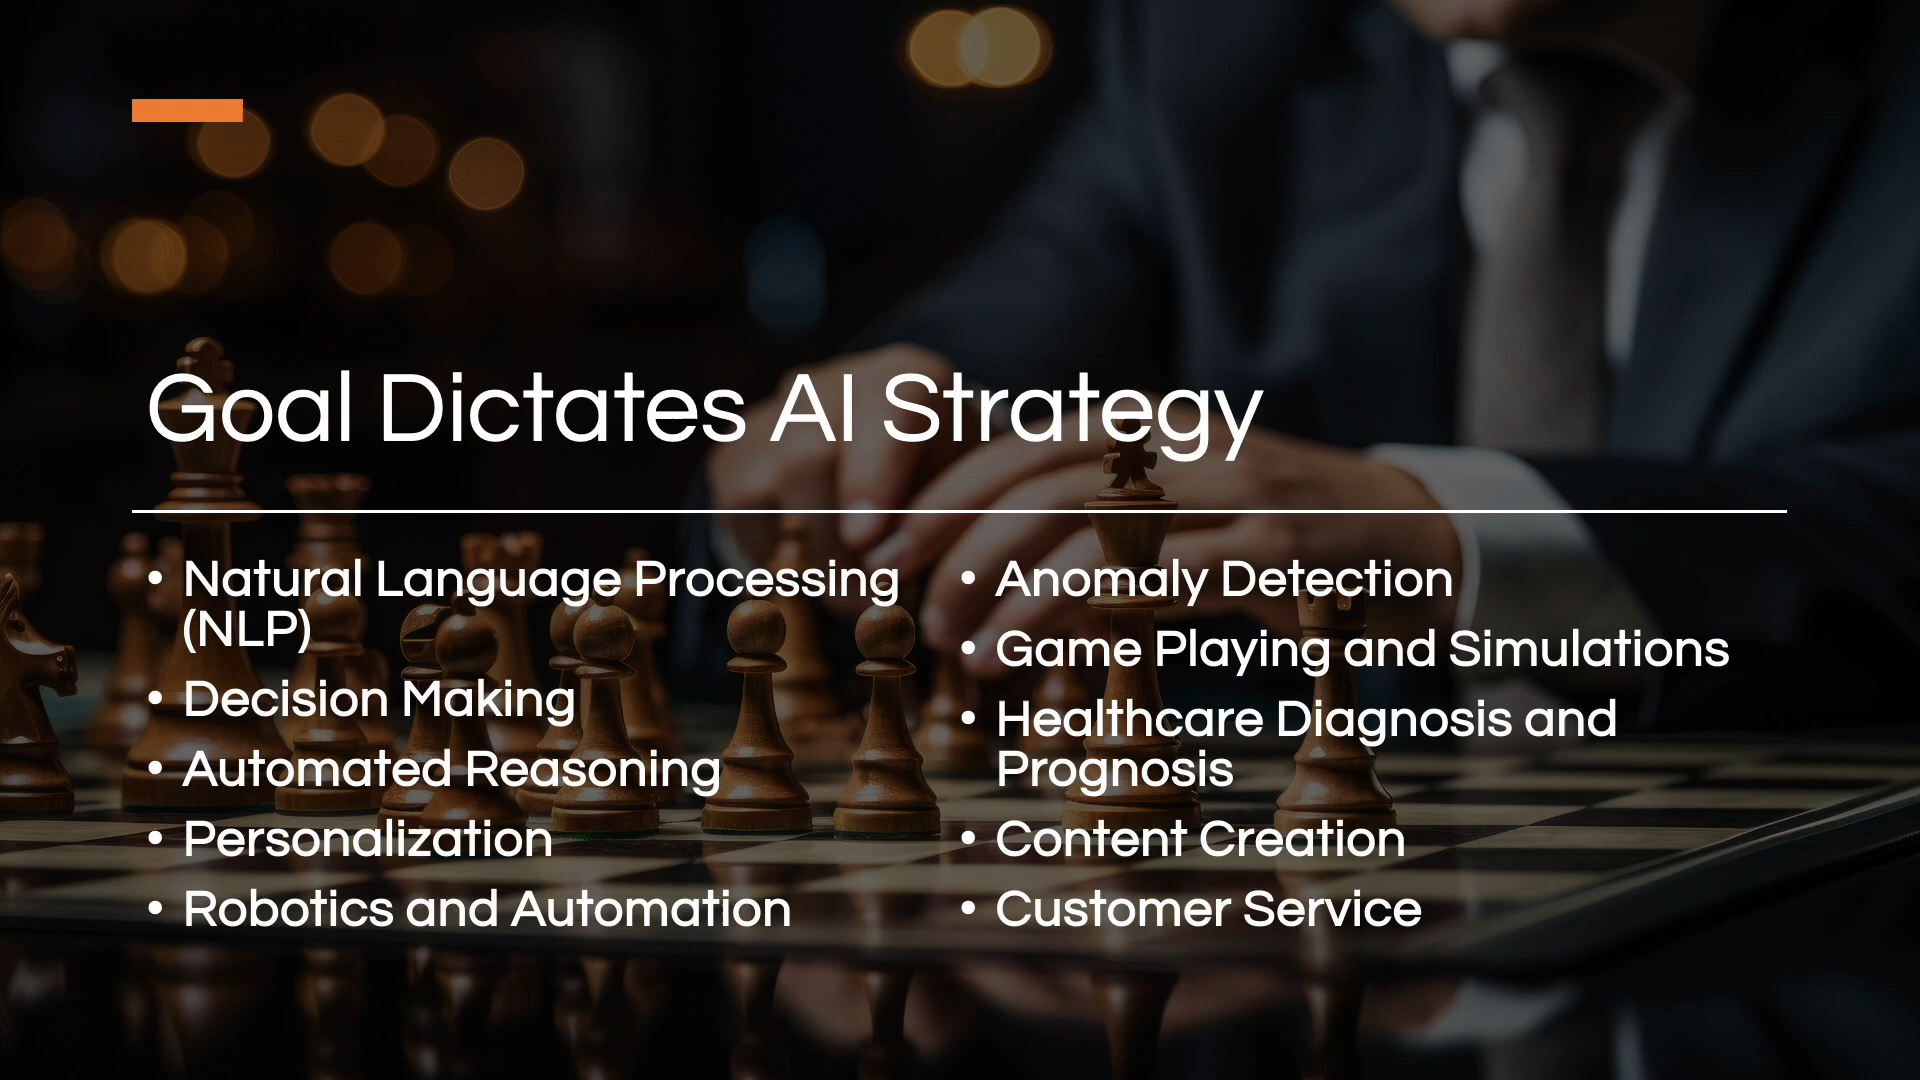 Goal Dictates AI Strategy
• Natural Language Processing
(NLP)
• Decision Making
• Automated Reasoning
• Personalization
• Robotics and Automation
• Anomaly Detection
• Game Playing and Simulations
• Healthcare Diagnosis and
Prognosis
• Content Creation
• Customer Service